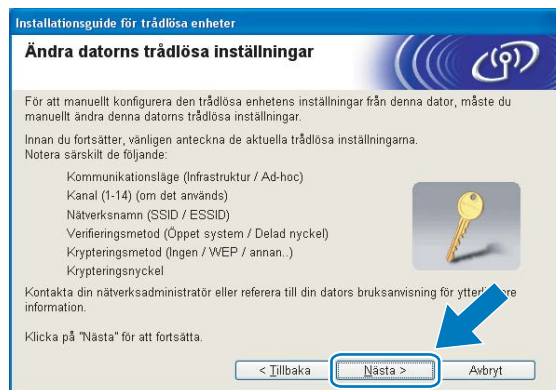 Installationsguide för trådlösa enheter
Ändra datorns trådlösa inställningar
För att manuellt konfigurera den trådlösa enhetens inställningar från denna dator, måste du
manuellt ändra denna datorns trådlösa inställningar.
Innan du fortsätter, vänligen anteckna de aktuella trådlösa inställningarna.
Notera särskilt de följande:
Kommunikationsläge (Infrastruktur / Ad-hoc)
Kanal (1-14) (om det används)
Nätverksnamn (SSID / ESSID)
Verifieringsmetod (Öppet system / Delad nyckel)
Krypteringsmetod (Ingen / WEP / annan..)
Krypteringsnyckel
Kontakta din nätverksadministratör eller referera till din dators bruksanvisning för
information.
Klicka på "Nästa" för att fortsätta.
< Tillbaka Nästa > Avbryt